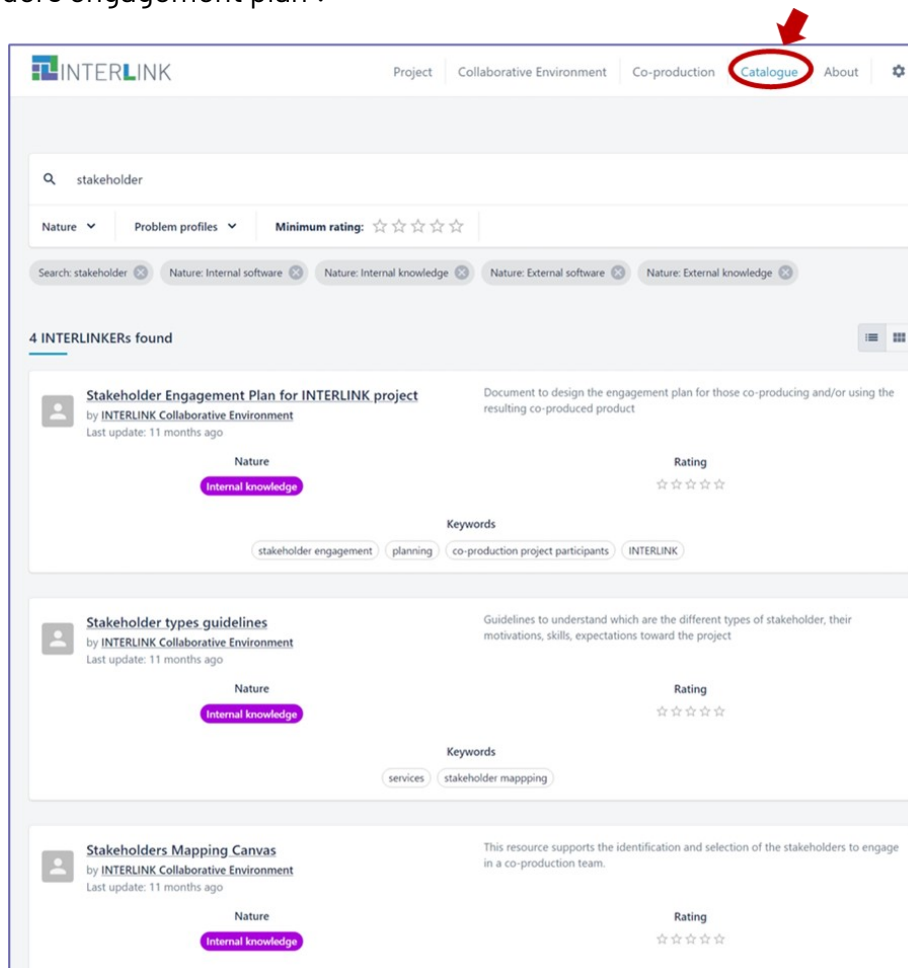 engagement plan".
INTERLINK
Project Collaborative Environment Co-production Catalogue About
stakeholder
Nature Problem profiles Minimum rating:
Search: stakeholder Nature: Internal software Nature: Internal knowledge Nature: External software Nature: External knowledge
4 INTERLINKERs found
Stakeholder Engagement Plan for INTERLINK project
Document to design the engagement plan for those co-producing and/or using the
by INTERLINK Collaborative Environment
resulting co-produced product
Last update: 11 months ago
Nature Rating
Internal knowledge
Keywords
stakeholder engagement planning co-production project participants INTERLINK
Stakeholder types guidelines
Guidelines to understand which are the different types of stakeholder, their
by INTERLINK Collaborative Environment
motivations, skills, expectations toward the project
Last update: 11 months ago
Nature Rating
Internal knowledge
Keywords
services stakeholder mappping
Stakeholders Mapping Canvas
This resource supports the identification and selection of the stakeholders to engage
by INTERLINK Collaborative Environment
in a co-production team.
Last update: 11 months ago
Nature Rating
Internal knowledge